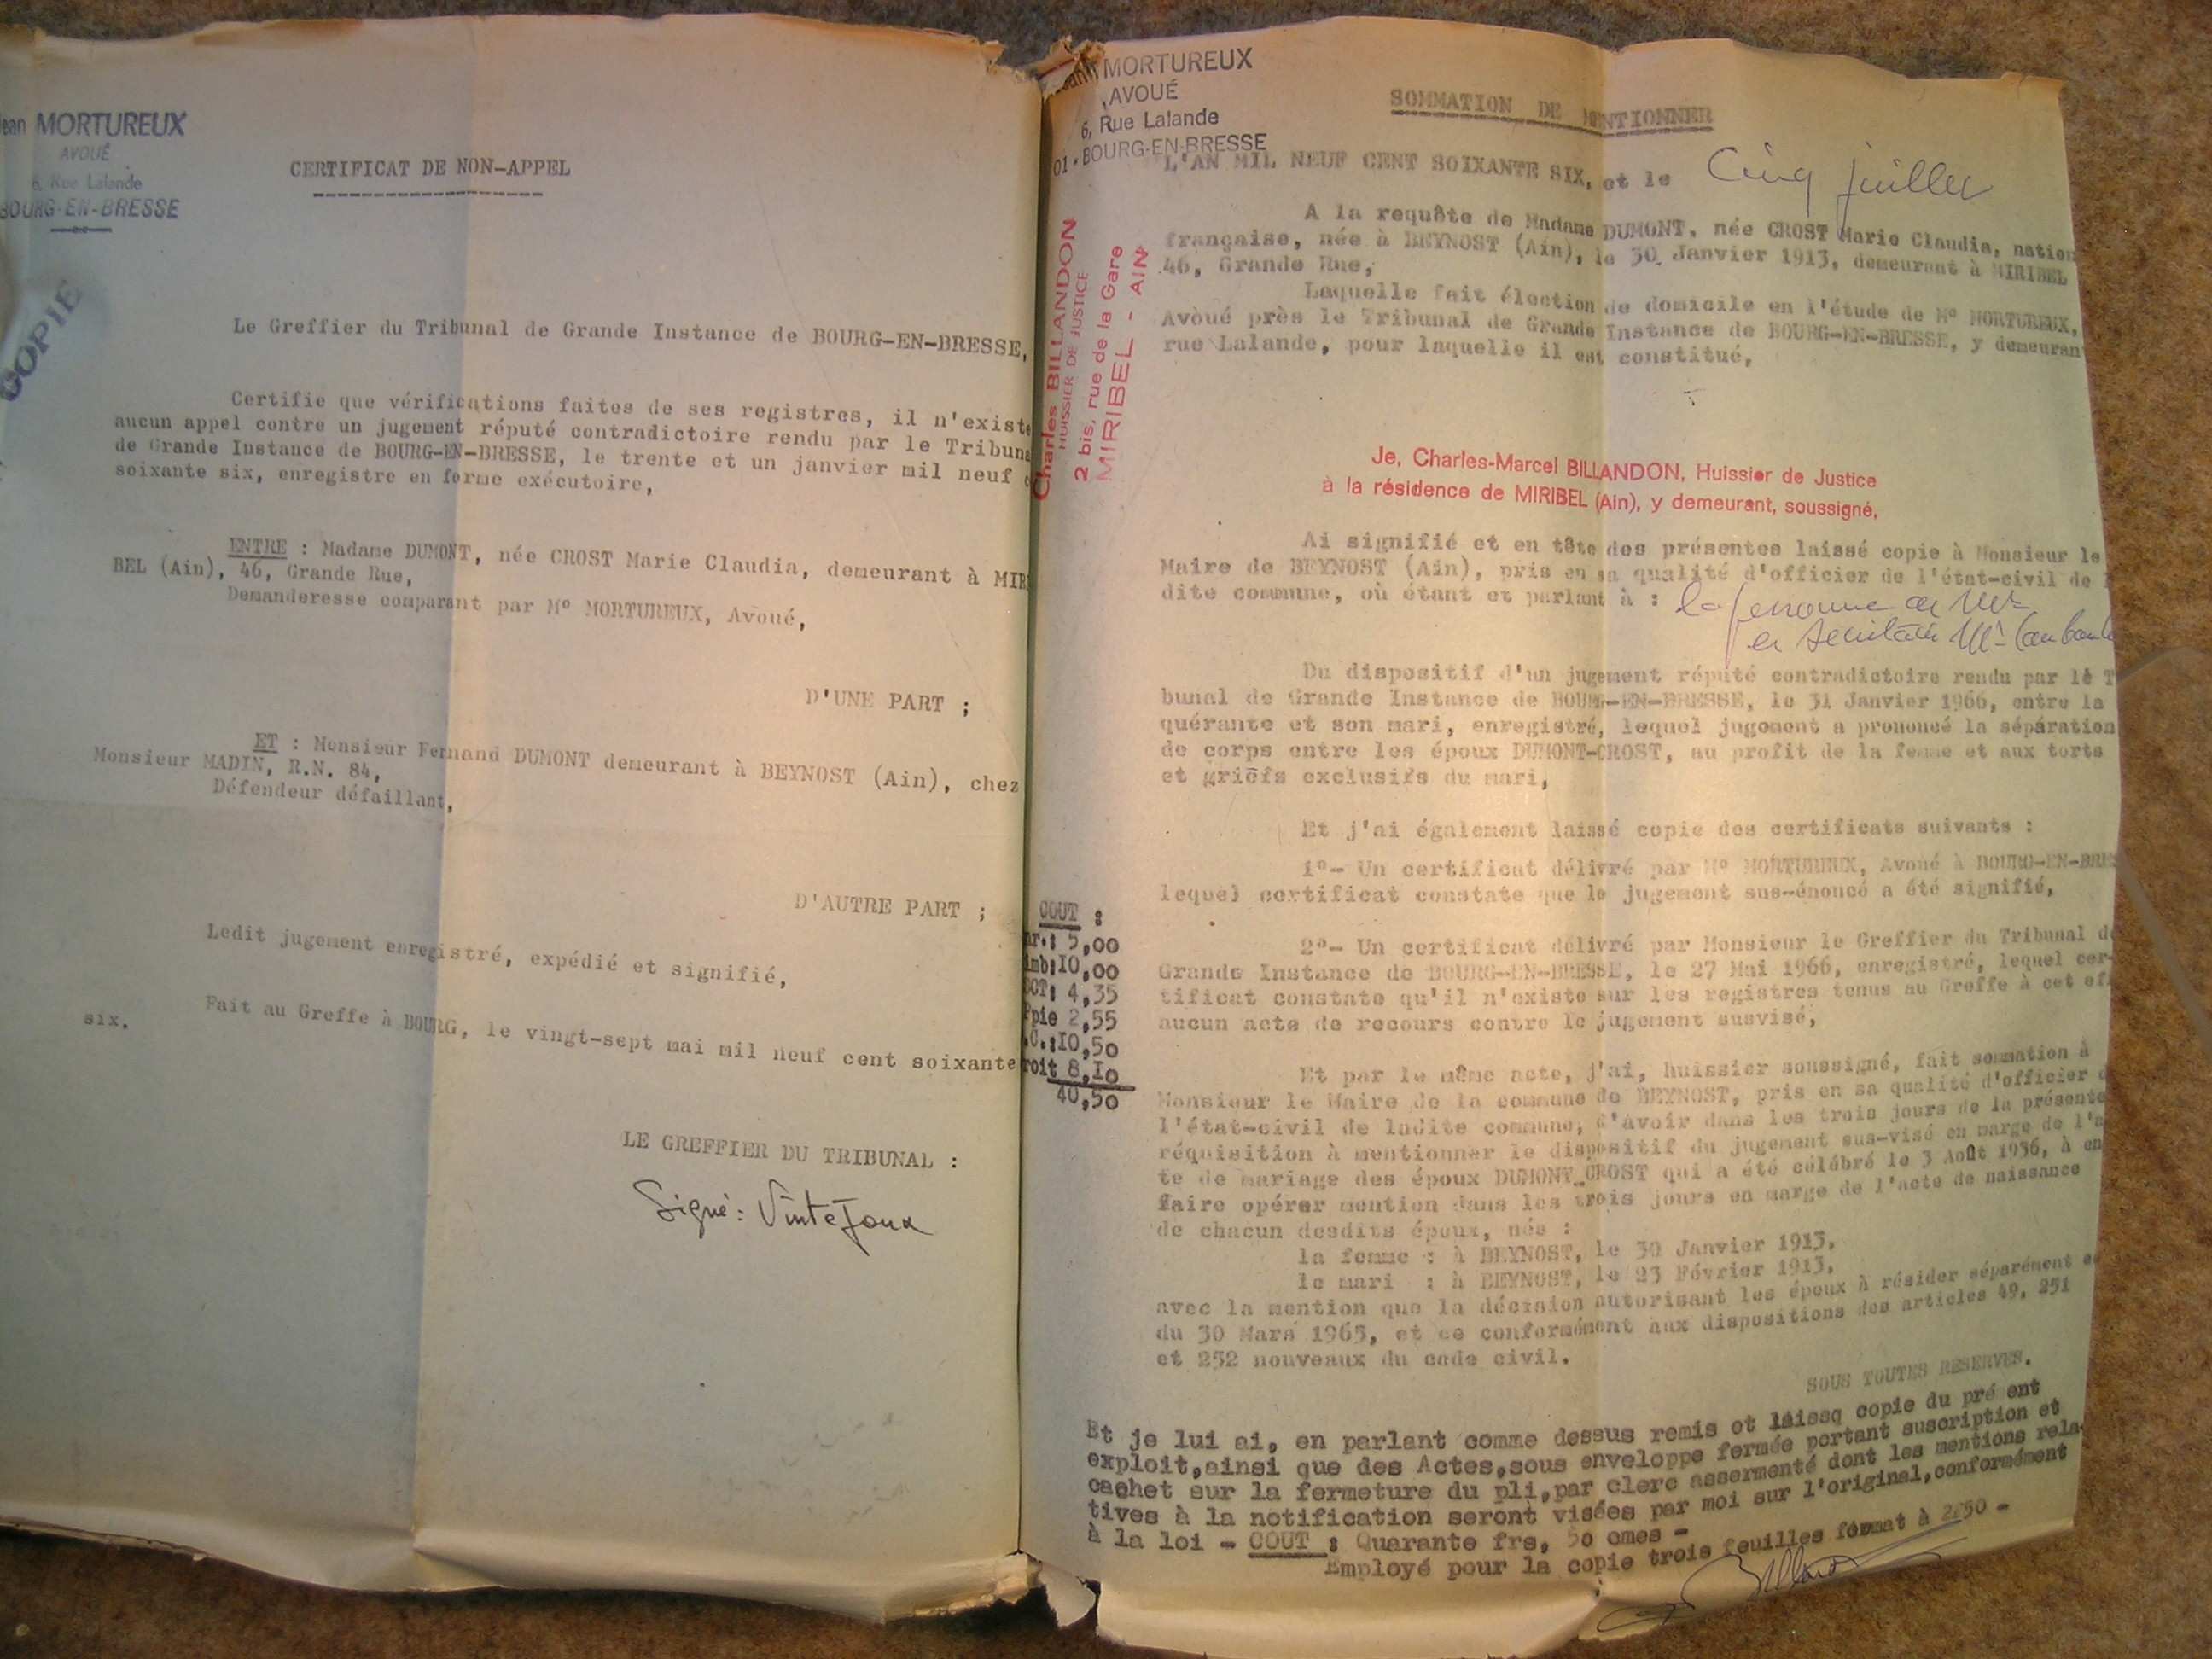 ean MORTUREUX
AVOUÉ
6, Rue Lalande
BOURG-EN-BRESSE
COPIE
CERTIFICAT DE NON-APPEL
Le Greffier du Tribunal de Grande Instance de BOURG-EN-BRESSE,
Certifie que vérifications faites de ses registres, il n'existe
aucun appel contre un jugement réputé contradictoire rendu par le Tribuna
de Grande Instance de BOURG-EN-BRESSE, le trente et un janvier mil neuf c
soixante six, enregistre en forme exécutoire,
ENTRE : Madame DUMONT, née CROST Marie Claudia, demeurant à MIRI
BEL (Ain), 46, Grande Rue,
Demanderesse comparant par Me MORTUREUX, Avoué,
D'UNE PART ;
ET : Monsieur Fernand DUMONT demeurant à BEYNOST (Ain), chez
Monsieur MADIN, R.N. 84,
Défendeur défaillant,
D'AUTRE PART ;
Ledit jugement enregistré, expédié et signifié,
Fait au Greffe à BOURG, le vingt-sept mai mil neuf cent soixante
six.
LE GREFFIER DU TRIBUNAL :
Signé : Vintejoux
ean MORTUREUX
AVOUÉ
6, Rue Lalande
01 - BOURG-EN-BRESSE
Charles BILLANDON
HUISSIER DE JUSTICE
2 bis, rue de la Gare
MIRIBEL - AIN
SOMMATION DE MENTIONNER
L'AN MIL NEUF CENT SOIXANTE SIX, et le Cinq juillet
A la requête de Madame DUMONT, née CROST Marie Claudia, nation
française, née à BEYNOST (Ain), le 30 Janvier 1913, demeurant à MIRIBEL
46, Grande Rue,
Laquelle fait élection de domicile en l'étude de Me MORTUREUX,
Avoué près le Tribunal de Grande Instance de BOURG-EN-BRESSE, y demeuran
rue Lalande, pour laquelle il est constitué,
Je, Charles-Marcel BILLANDON, Huissier de Justice
à la résidence de MIRIBEL (Ain), y demeurant, soussigné,
Ai signifié et en tête des présentes laissé copie à Monsieur le
Maire de BEYNOST (Ain), pris en sa qualité d'officier de l'état-civil de
dite commune, où étant et parlant à : la personne de
Du dispositif d'un jugement réputé contradictoire rendu par le T
bunal de Grande Instance de BOURG-EN-BRESSE, le 31 Janvier 1966, entre la
quérante et son mari, enregistré, lequel jugement a prononcé la séparation
de corps entre les époux DUMONT-CROST, au profit de la femme et aux torts
et griefs exclusifs du mari,
Et j'ai également laissé copie des certificats suivants :
1°- Un certificat délivré par Me MORTUREUX, Avoué à BOURG-EN-BRES
lequel certificat constate que le jugement sus-énoncé a été signifié,
2°- Un certificat délivré par Monsieur le Greffier du Tribunal de
Grande Instance de BOURG-EN-BRESSE, le 27 Mai 1966, enregistré, lequel cer-
tificat constate qu'il n'existe sur les registres tenus au Greffe à cet ef
aucun acte de recours contre le jugement susvisé,
COUT :
ar.: 5,00
imb:10,00
OCT: 4,35
pie 2,55
.C.:10,50
roit 8,10
40,50
Et par le même acte, j'ai, huissier soussigné, fait sommation à
Monsieur le Maire de la commune de BEYNOST, pris en sa qualité d'officier d
l'état-civil de ladite commune, d'avoir dans les trois jours de la présente
réquisition à mentionner le dispositif du jugement sus-visé en marge de l'a
te de mariage des époux DUMONT-CROST qui a été célébré le 3 Août 1936, à en
faire opérer mention dans les trois jours en marge de l'acte de naissance
de chacun desdits époux, nés :
la femme : à BEYNOST, le 30 Janvier 1913,
le mari : à BEYNOST, le 23 Février 1913,
avec la mention que la décision autorisant les époux à résider séparément es
du 30 Mars 1965, et ce conformément aux dispositions des articles 49, 251
et 252 nouveaux du code civil.
SOUS TOUTES RESERVES.
Et je lui ai, en parlant comme dessus remis et laissq copie du pré ent
exploit,ainsi que des Actes,sous enveloppe fermée portant suscription et
cachet sur la fermeture du pli,par clerc assermenté dont les mentions rela-
tives à la notification seront visées par moi sur l'original,conformément
à la loi - COUT : Quarante frs, 50 cmes -
Employé pour la copie trois feuilles format à 2F50 -